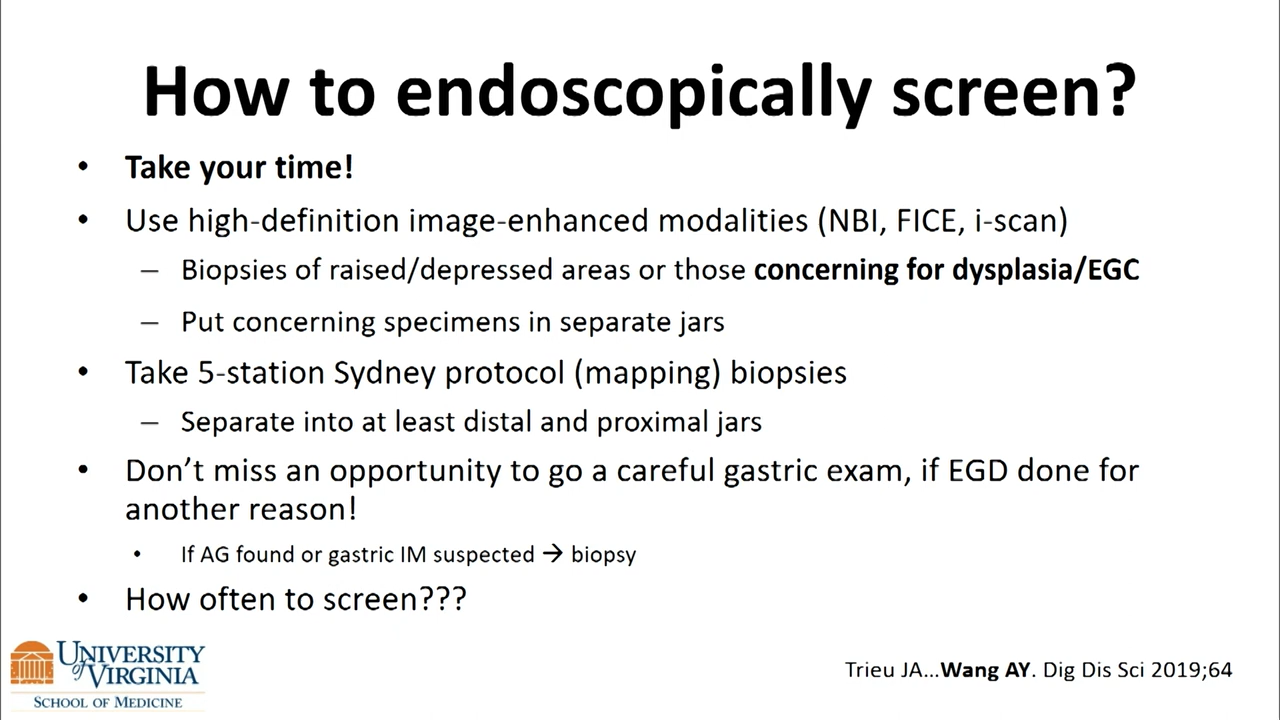 How to endoscopically screen?
• Take your time!
• Use high-definition image-enhanced modalities (NBI, FICE, i-scan)
– Biopsies of raised/depressed areas or those concerning for dysplasia/EGC
– Put concerning specimens in separate jars
• Take 5-station Sydney protocol (mapping) biopsies
– Separate into at least distal and proximal jars
• Don’t miss an opportunity to go a careful gastric exam, if EGD done for
another reason!
• If AG found or gastric IM suspected → biopsy
• How often to screen???
UNIVERSITY
of VIRGINIA
SCHOOL OF MEDICINE
Trieu JA…Wang AY. Dig Dis Sci 2019;64